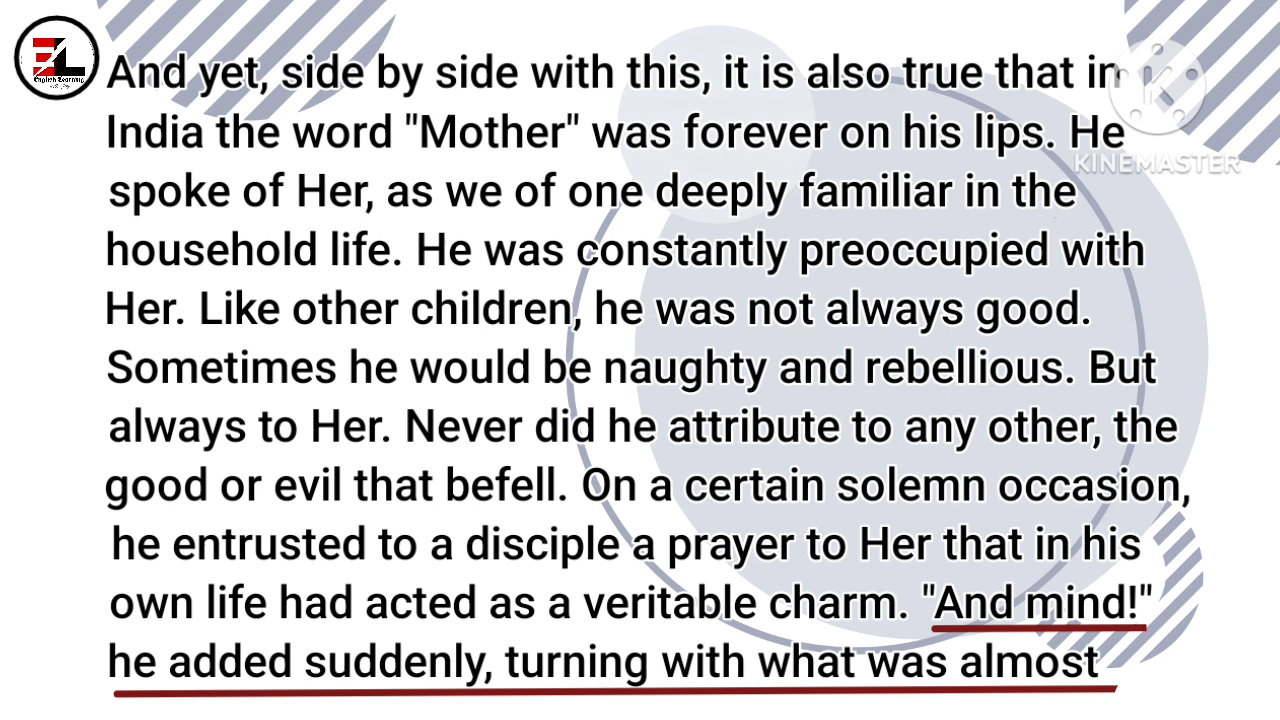 And yet, side by side with this, it is also true that in
India the word "Mother" was forever on his lips. He
spoke of Her, as we of one deeply familiar in the
household life. He was constantly preoccupied with
Her. Like other children, he was not always good.
Sometimes he would be naughty and rebellious. But
always to Her. Never did he attribute to any other, the
good or evil that befell. On a certain solemn occasion,
he entrusted to a disciple a prayer to Her that in his
own life had acted as a veritable charm. "And mind!"
he added suddenly, turning with what was almost
EL
English Learning
KINEMASTER